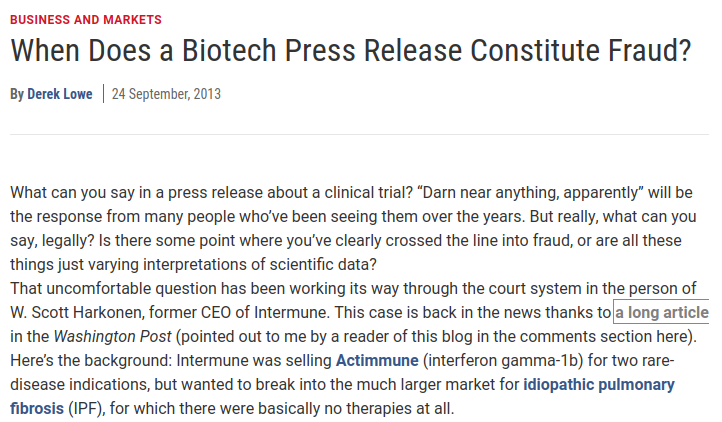 BUSINESS AND MARKETS
When Does a Biotech Press Release Constitute Fraud?
By Derek Lowe | 24 September, 2013
What can you say in a press release about a clinical trial? “Darn near anything, apparently” will be
the response from many people who’ve been seeing them over the years. But really, what can you
say, legally? Is there some point where you’ve clearly crossed the line into fraud, or are all these
things just varying interpretations of scientific data?
That uncomfortable question has been working its way through the court system in the person of
W. Scott Harkonen, former CEO of Intermune. This case is back in the news thanks to a long article
in the Washington Post (pointed out to me by a reader of this blog in the comments section here).
Here’s the background: Intermune was selling Actimmune (interferon gamma-1b) for two rare-
disease indications, but wanted to break into the much larger market for idiopathic pulmonary
fibrosis (IPF), for which there were basically no therapies at all.